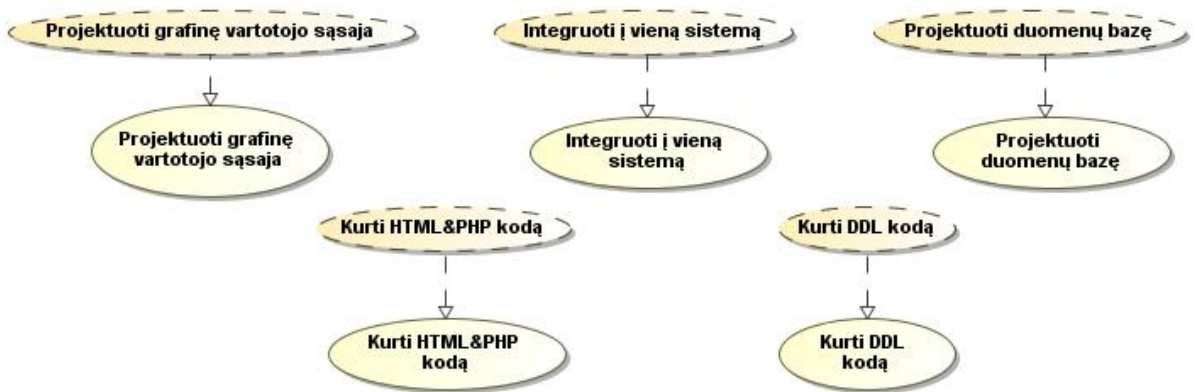 Projektuoti grafinę vartotojo sąsaja
Integruoti į vieną sistemą
Projektuoti duomenų bazę
Projektuoti grafinę
vartotojo sąsaja
Integruoti į vieną
sistemą
Projektuoti
duomenų bazę
Kurti HTML&PHP kodą
Kurti DDL kodą
Kurti HTML&PHP
kodą
Kurti DDL
kodą